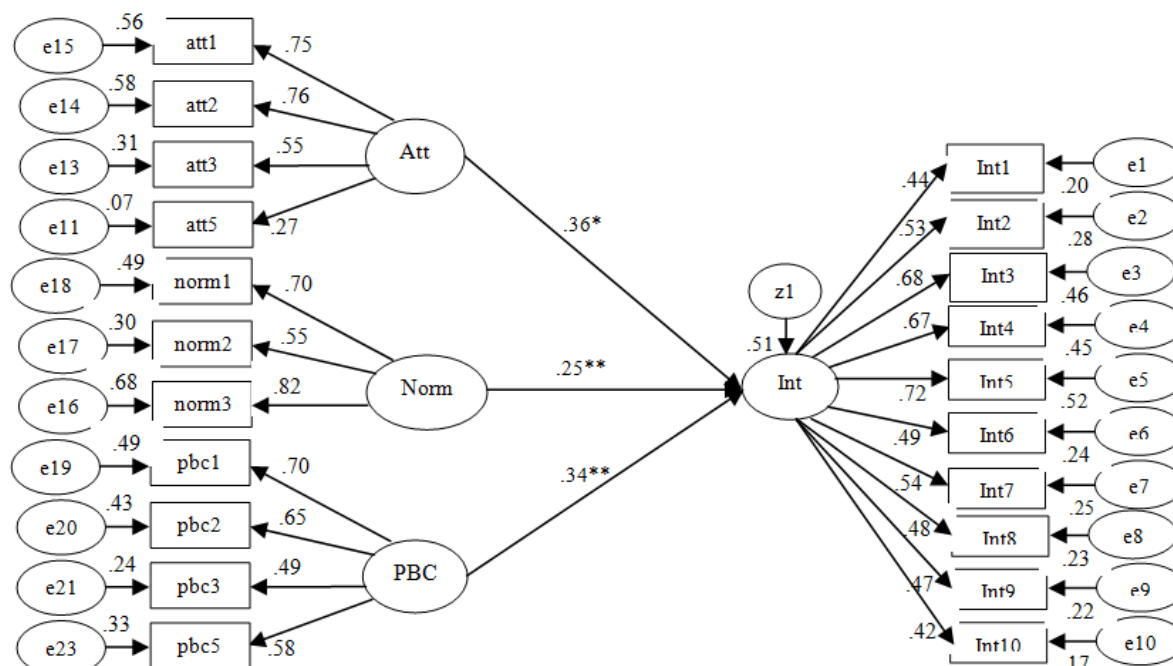 e15 .56 att1 .75
e14 .58 att2 .76
e13 .31 att3 .55
e11 .07 att5 .27
Att
.36*
e18 .49 norm1 .70
e17 .30 norm2 .55
e16 .68 norm3 .82
Norm
.25**
e19 .49 pbc1 .70
e20 .43 pbc2 .65
e21 .24 pbc3 .49
e23 .33 pbc5 .58
PBC
.34**
z1
.51
Int
.44 Int1 .20 e1
.53 Int2 .28 e2
.68 Int3 .46 e3
.67 Int4 .45 e4
.72 Int5 .52 e5
.49 Int6 .24 e6
.54 Int7 .25 e7
.48 Int8 .23 e8
.47 Int9 .22 e9
.42 Int10 .17 e10